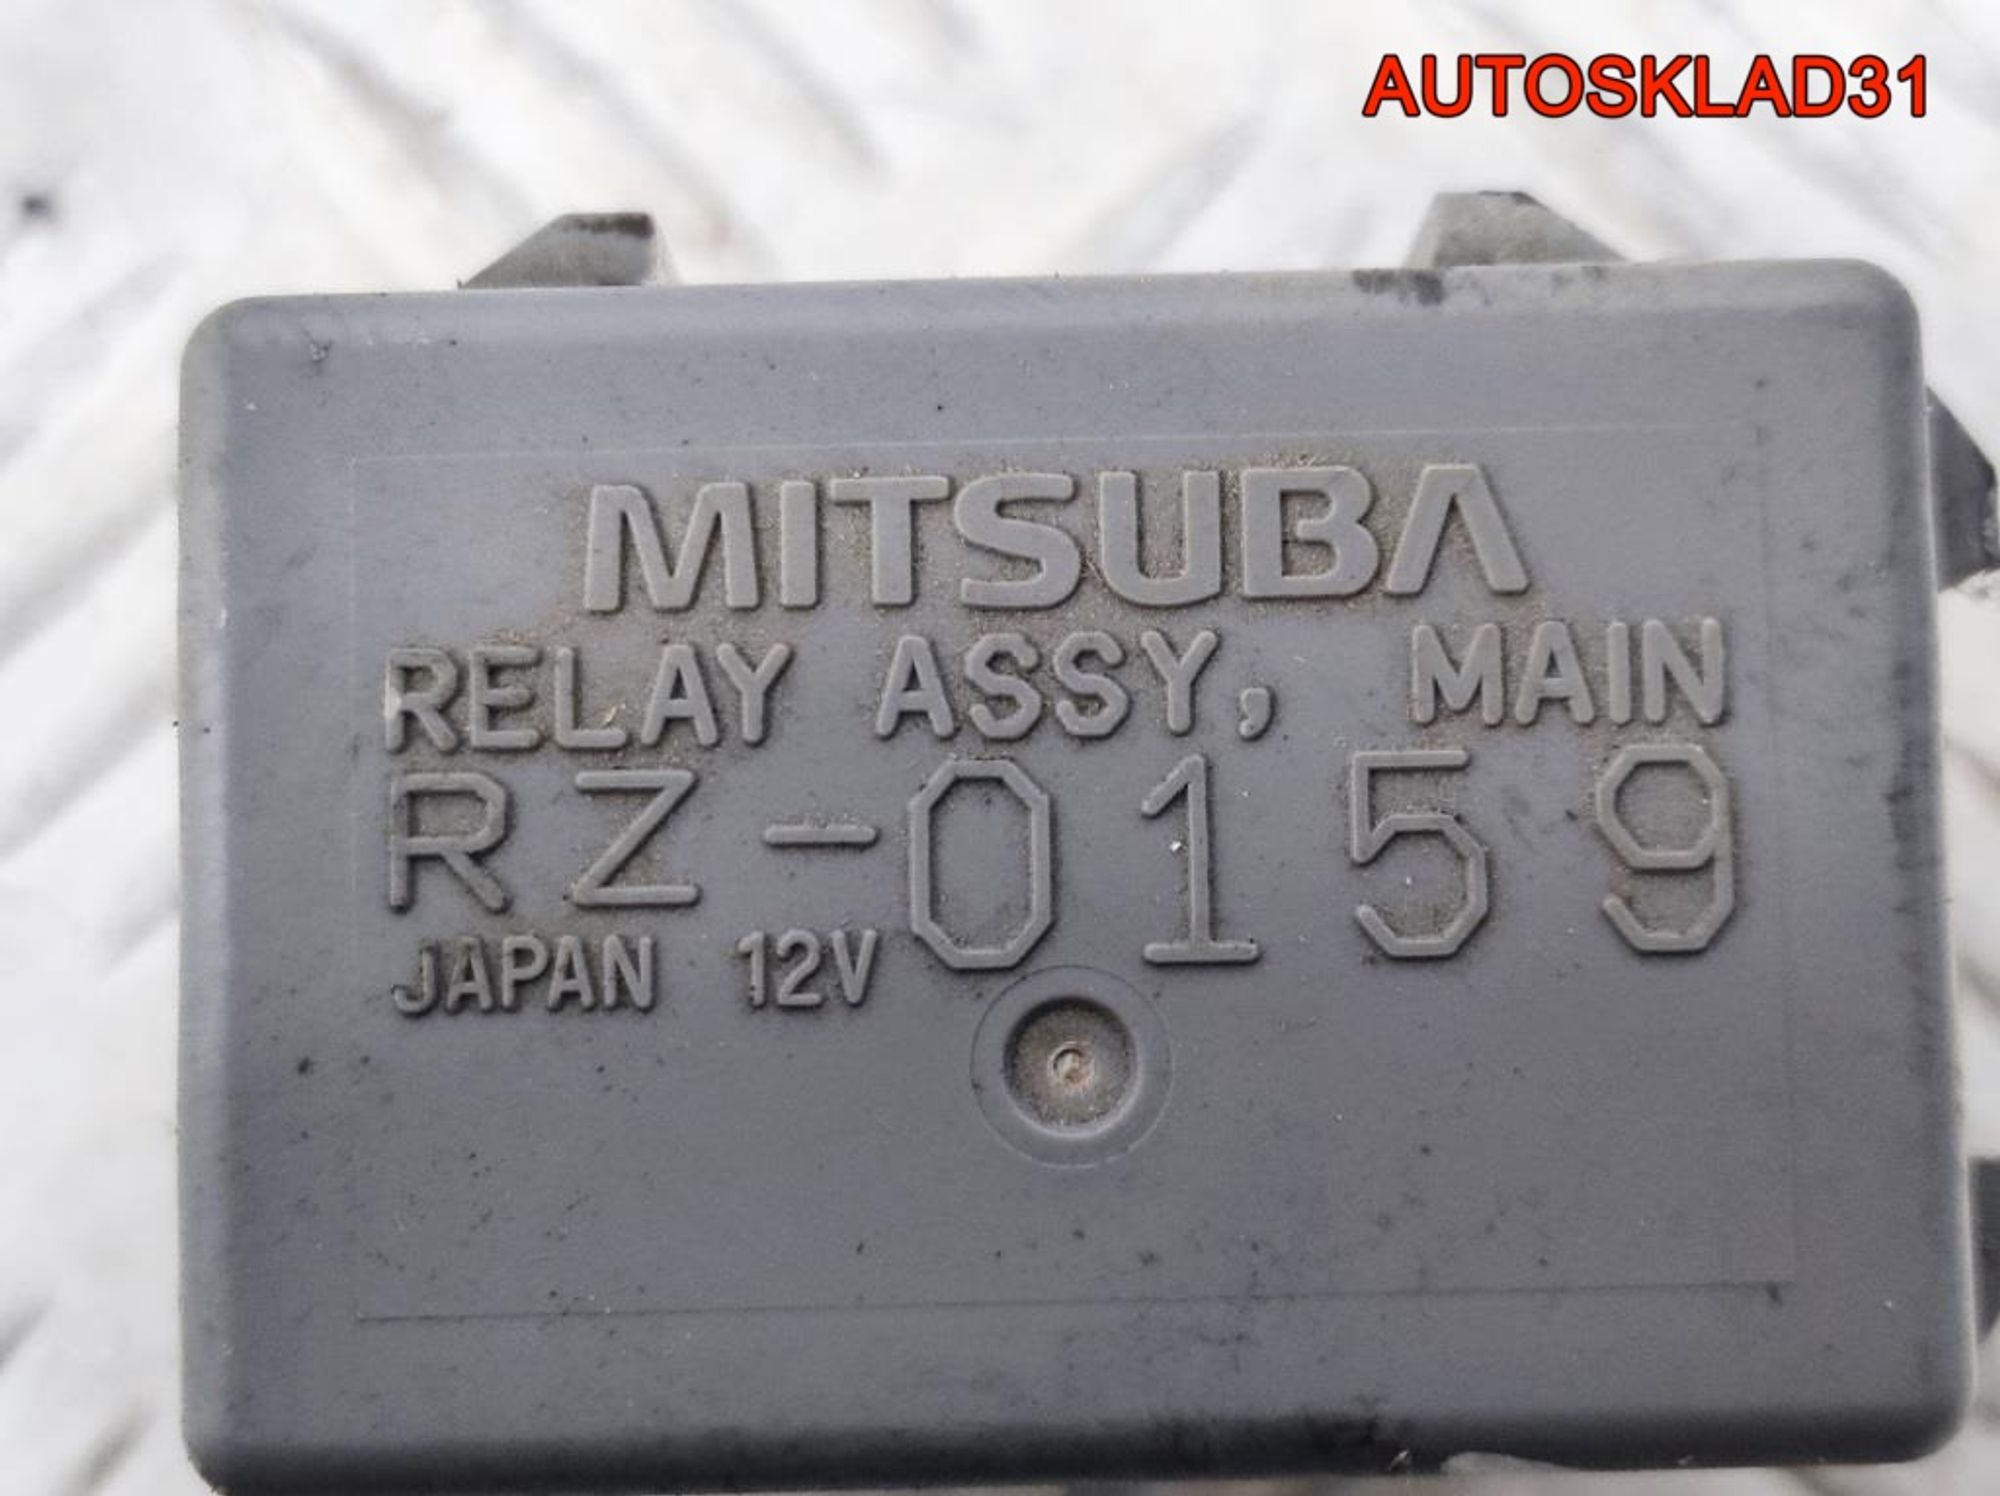 AUTOSKLAD31
MITSUBA
RELAY ASSY, MAIN
RZ-0159
JAPAN 12V